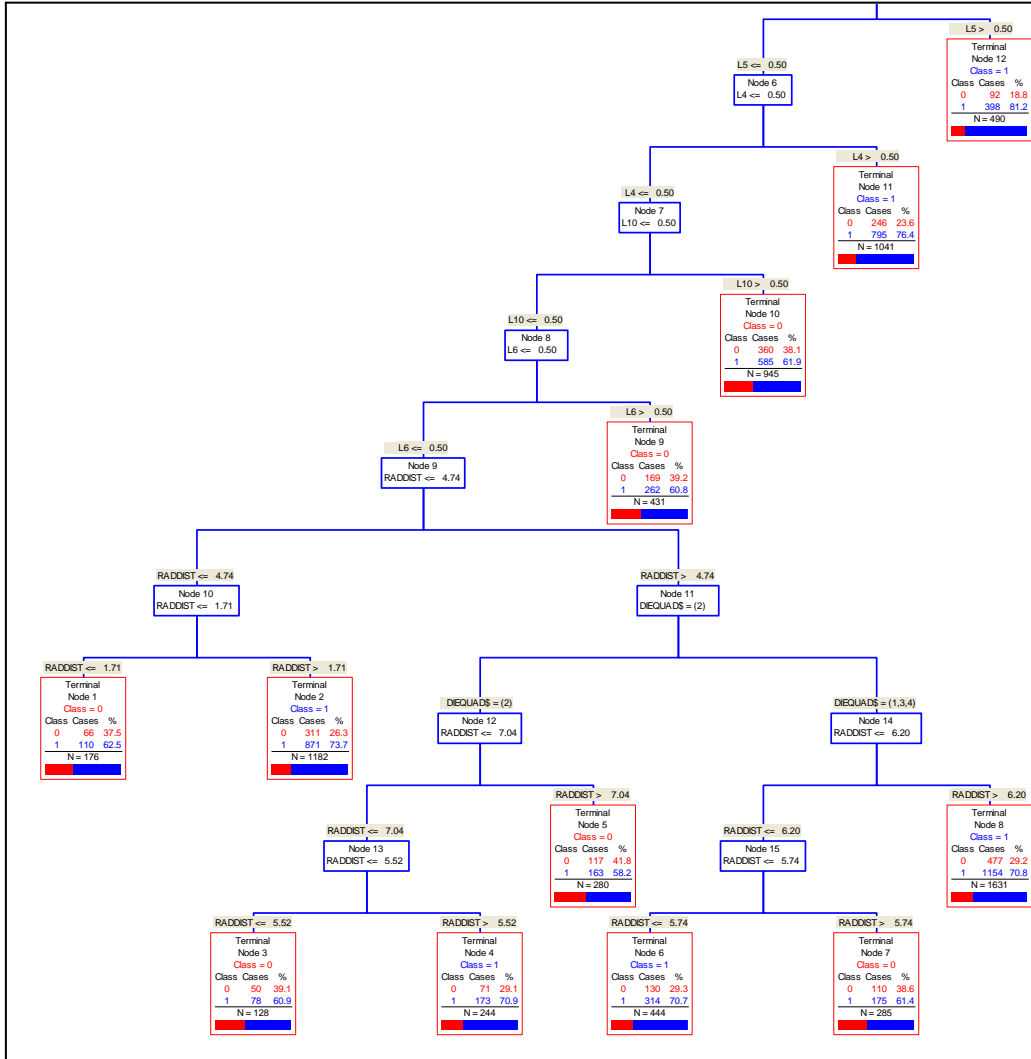 L5 > 0.50
Terminal
Node 12
Class = 1
Class Cases %
0 92 18.8
1 398 81.2
N = 490
L5 <= 0.50
Node 6
L4 <= 0.50
L4 > 0.50
Terminal
Node 11
Class = 1
Class Cases %
0 246 23.6
1 795 76.4
N = 1041
L4 <= 0.50
Node 7
L10 <= 0.50
L10 > 0.50
Terminal
Node 10
Class = 0
Class Cases %
0 360 38.1
1 585 61.9
N = 945
L10 <= 0.50
Node 8
L6 <= 0.50
L6 > 0.50
Terminal
Node 9
Class = 0
Class Cases %
0 169 39.2
1 262 60.8
N = 431
L6 <= 0.50
Node 9
RADDIST <= 4.74
RADDIST <= 4.74
Node 10
RADDIST <= 1.71
RADDIST > 4.74
Node 11
DIEQUAD$ = (2)
RADDIST <= 1.71
Terminal
Node 1
Class = 0
Class Cases %
0 66 37.5
1 110 62.5
N = 176
RADDIST > 1.71
Terminal
Node 2
Class = 1
Class Cases %
0 311 26.3
1 871 73.7
N = 1182
DIEQUAD$ = (2)
Node 12
RADDIST <= 7.04
DIEQUAD$ = (1,3,4)
Node 14
RADDIST <= 6.20
RADDIST <= 7.04
Node 13
RADDIST <= 5.52
RADDIST > 7.04
Terminal
Node 5
Class = 0
Class Cases %
0 117 41.8
1 163 58.2
N = 280
RADDIST <= 6.20
Node 15
RADDIST <= 5.74
RADDIST > 6.20
Terminal
Node 8
Class = 1
Class Cases %
0 477 29.2
1 1154 70.8
N = 1631
RADDIST <= 5.52
Terminal
Node 3
Class = 0
Class Cases %
0 50 39.1
1 78 60.9
N = 128
RADDIST > 5.52
Terminal
Node 4
Class = 1
Class Cases %
0 71 29.1
1 173 70.9
N = 244
RADDIST <= 5.74
Terminal
Node 6
Class = 1
Class Cases %
0 130 29.3
1 314 70.7
N = 444
RADDIST > 5.74
Terminal
Node 7
Class = 0
Class Cases %
0 110 38.6
1 175 61.4
N = 285